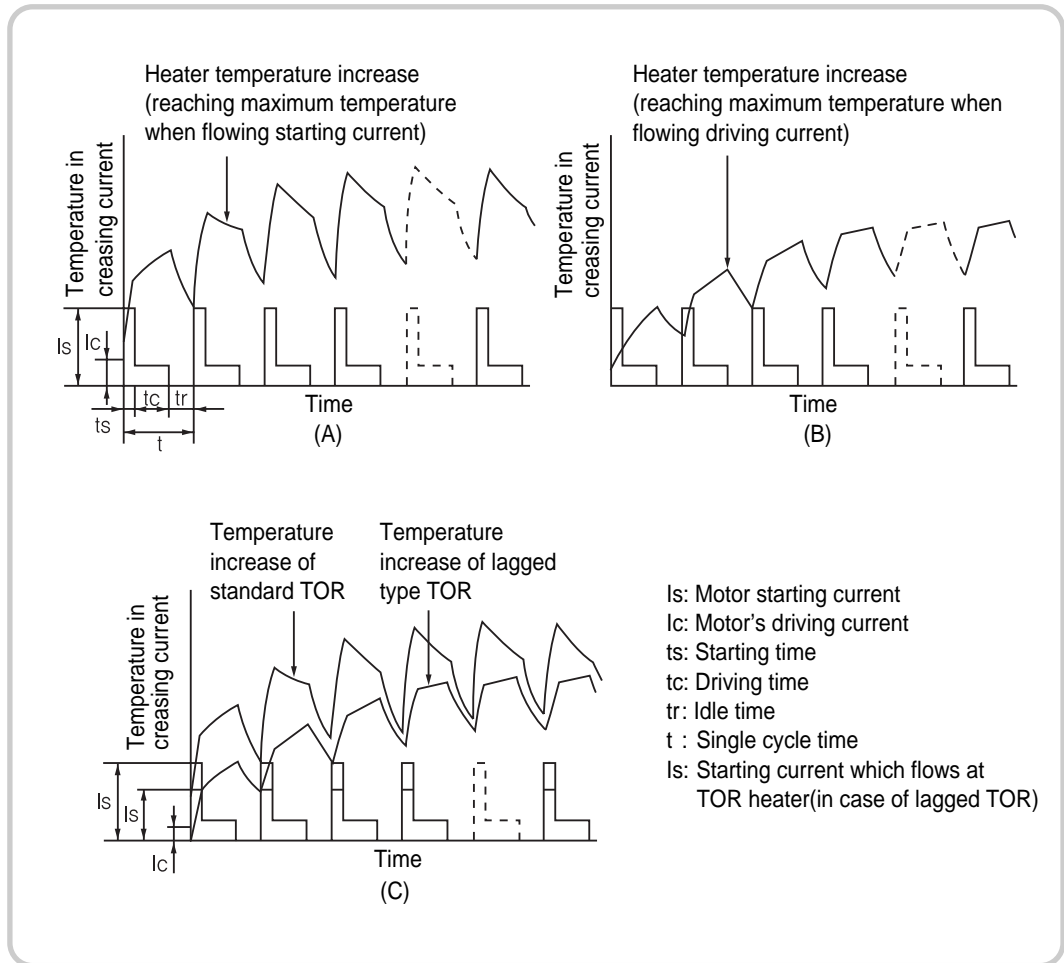 Heater temperature increase
(reaching maximum temperature
when flowing starting current)
Temperature in
creasing current
Is
Ic
tc
tr
ts
t
Time
(A)
Heater temperature increase
(reaching maximum temperature when
flowing driving current)
Temperature in
creasing current
Time
(B)
Temperature
increase of
standard TOR
Temperature
increase of lagged
type TOR
Temperature in
creasing current
Is
Is
Ic
Time
(C)
Is: Motor starting current
Ic: Motor's driving current
ts: Starting time
tc: Driving time
tr: Idle time
t : Single cycle time
Is: Starting current which flows at
TOR heater(in case of lagged TOR)